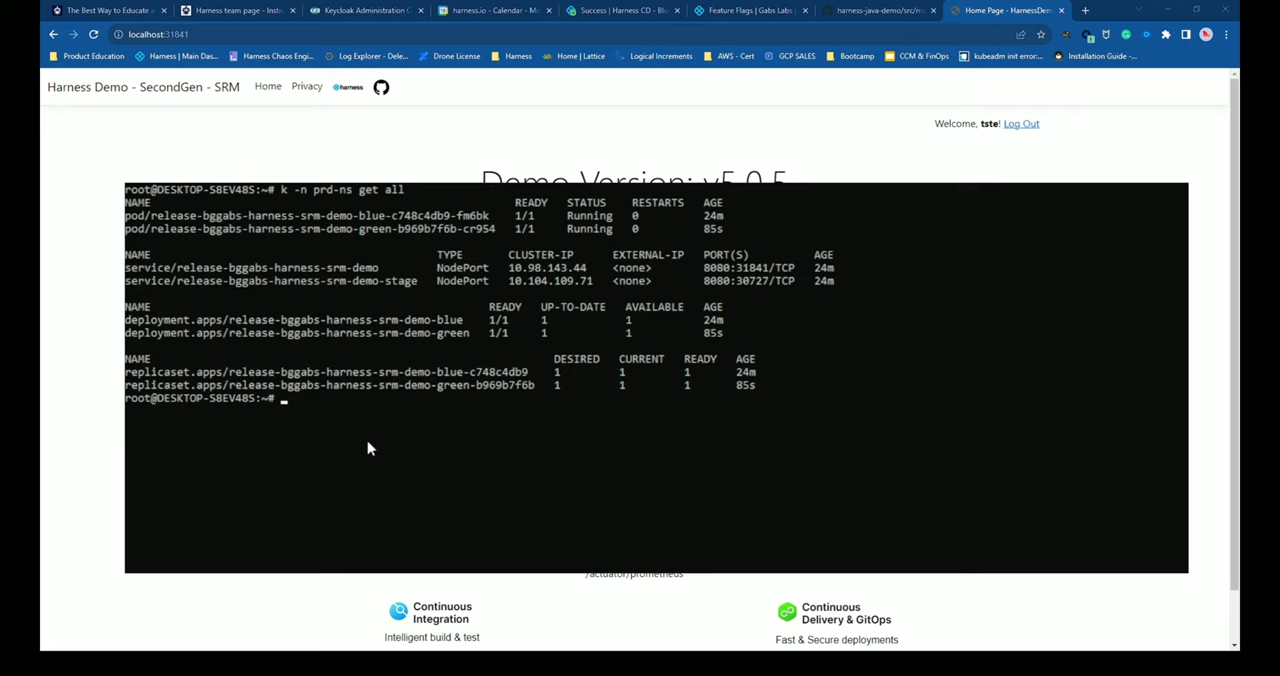 The Best Way to Educate a
Harness team page - Instr
Keycloak Administration C
harness.io - Calendar - Mo
Success | Harness CD - Blu
Feature Flags | Gabs Labs |
harness-java-demo/src/m
Home Page - HarnessDem
localhost:31841
Product Education
Harness | Main Das...
Harness Chaos Engi...
Log Explorer - Dele...
Drone License
Harness
Home | Lattice
Logical Increments
AWS - Cert
GCP SALES
Bootcamp
CCM & FinOps
kubeadm init error:...
Installation Guide -...
Harness Demo - SecondGen - SRM Home Privacy harness
Welcome, tste! Log Out
Demo Version: v5.0.5
root@DESKTOP-S8EV48S:~# k -n prd-ns get all
NAME READY STATUS RESTARTS AGE
pod/release-bggabs-harness-srm-demo-blue-c748c4db9-fm6bk 1/1 Running 0 24m
pod/release-bggabs-harness-srm-demo-green-b969b7f6b-cr954 1/1 Running 0 85s
NAME TYPE CLUSTER-IP EXTERNAL-IP PORT(S) AGE
service/release-bggabs-harness-srm-demo NodePort 10.98.143.44 <none> 8080:31841/TCP 24m
service/release-bggabs-harness-srm-demo-stage NodePort 10.104.109.71 <none> 8080:30727/TCP 24m
NAME READY UP-TO-DATE AVAILABLE AGE
deployment.apps/release-bggabs-harness-srm-demo-blue 1/1 1 1 24m
deployment.apps/release-bggabs-harness-srm-demo-green 1/1 1 1 85s
NAME DESIRED CURRENT READY AGE
replicaset.apps/release-bggabs-harness-srm-demo-blue-c748c4db9 1 1 1 24m
replicaset.apps/release-bggabs-harness-srm-demo-green-b969b7f6b 1 1 1 85s
root@DESKTOP-S8EV48S:~#
/actuator/prometheus
Continuous
Integration
Intelligent build & test
Continuous
Delivery & GitOps
Fast & Secure deployments